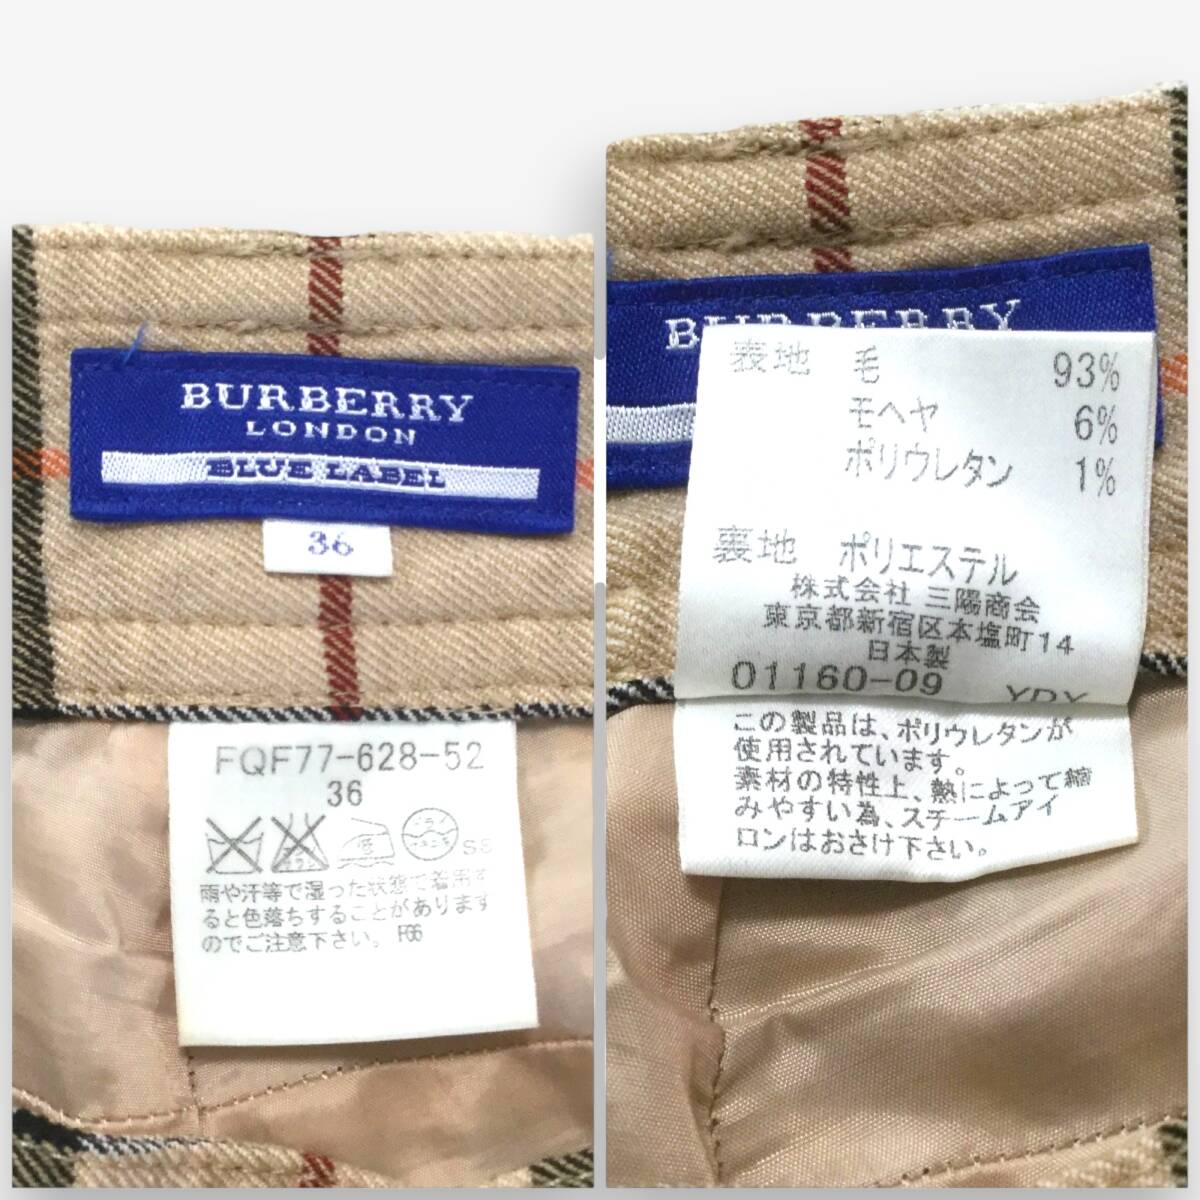 BURBERRY
LONDON
BLUE LABEL
36
FQF77-628-52
36
雨や汗等で湿った状態で着用す
ると色落ちすることがあります
のでご注意下さい。 F06
BURBERRY
表地 毛 93%
モヘヤ 6%
ポリウレタン 1%
裏地 ポリエステル
株式会社 三陽商会
東京都新宿区本塩町14
日本製
01160-09
この製品は、ポリウレタンが
使用されています。
素材の特性上、熱によって縮
みやすい為、スチームアイ
ロンはおさけ下さい。